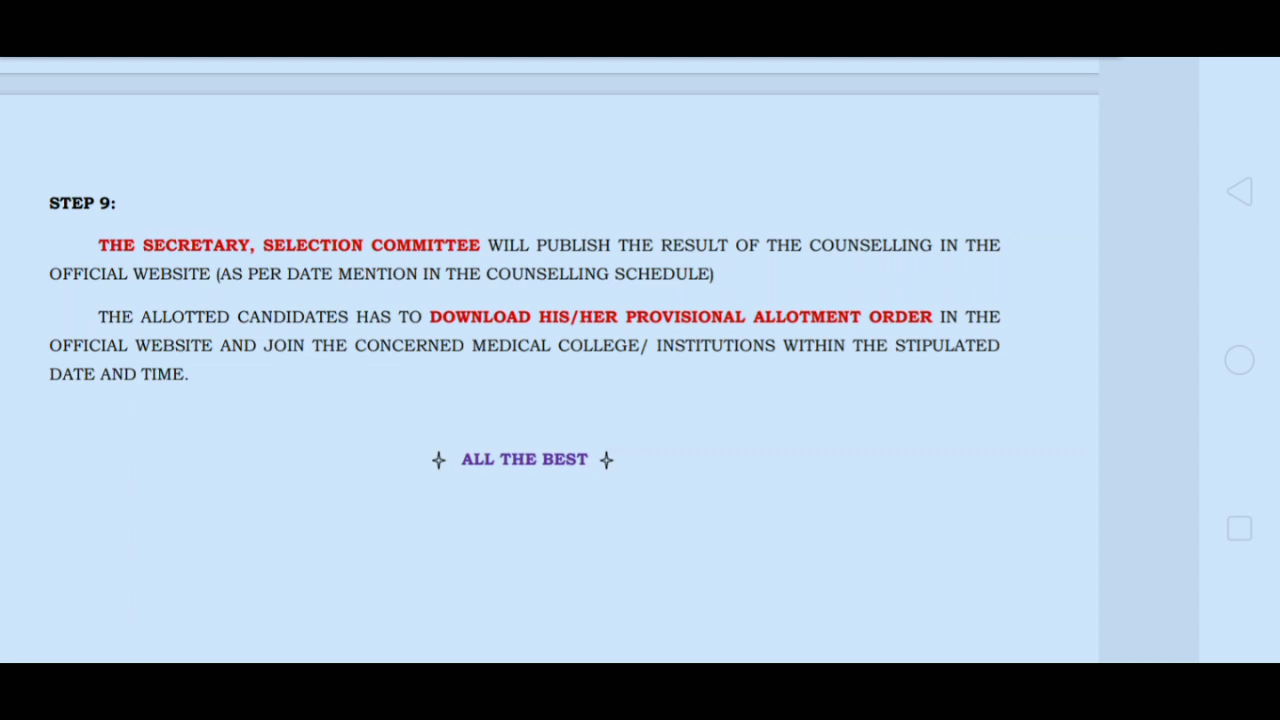 STEP 9:
THE SECRETARY, SELECTION COMMITTEE WILL PUBLISH THE RESULT OF THE COUNSELLING IN THE
OFFICIAL WEBSITE (AS PER DATE MENTION IN THE COUNSELLING SCHEDULE)
THE ALLOTTED CANDIDATES HAS TO DOWNLOAD HIS/HER PROVISIONAL ALLOTMENT ORDER IN THE
OFFICIAL WEBSITE AND JOIN THE CONCERNED MEDICAL COLLEGE/ INSTITUTIONS WITHIN THE STIPULATED
DATE AND TIME.
ALL THE BEST